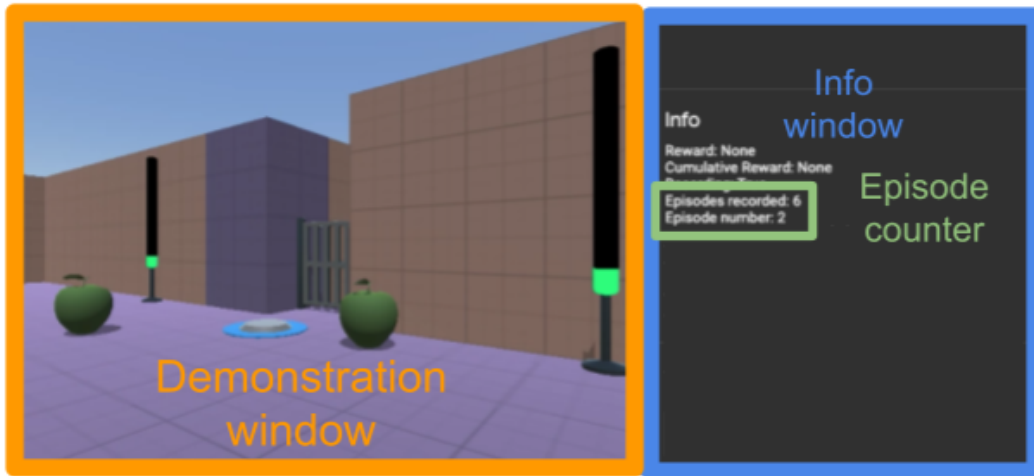 Demonstration
window
Info
window
Info
Reward: None
Cumulative Reward: None
Episodes recorded: 6
Episode number: 2
Episode
counter